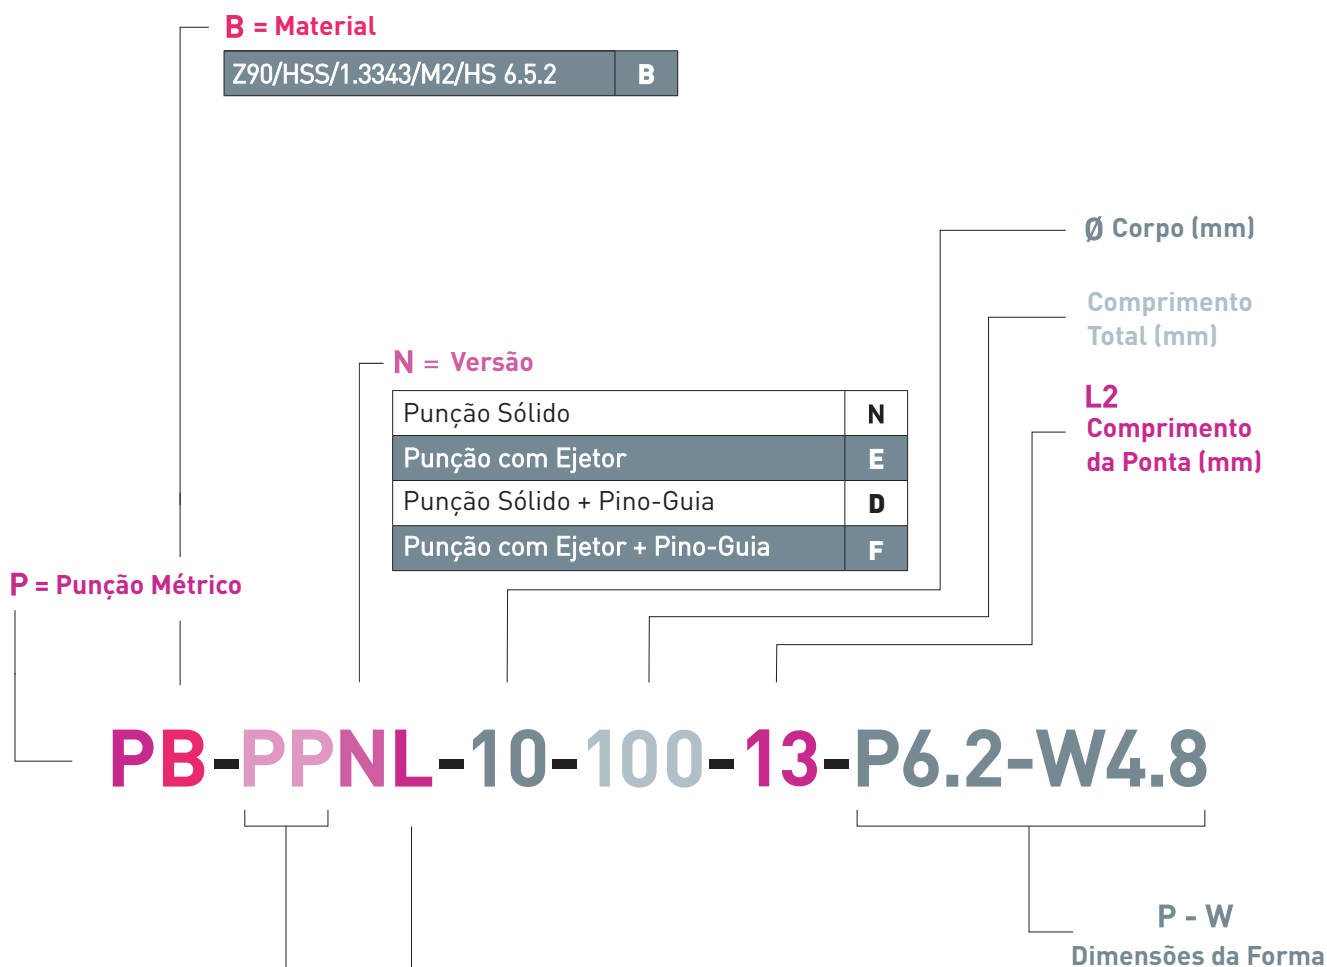 B = Material
Z90/HSS/1.3343/M2/HS 6.5.2 B
Ø Corpo (mm)
Comprimento
Total (mm)
N = Versão
Punção Sólido N
Punção com Ejetor E
Punção Sólido + Pino-Guia D
Punção com Ejetor + Pino-Guia F
L2
Comprimento
da Ponta (mm)
P = Punção Métrico
PB-PPNL-10-100-13-P6.2-W4.8
P - W
Dimensões da Forma